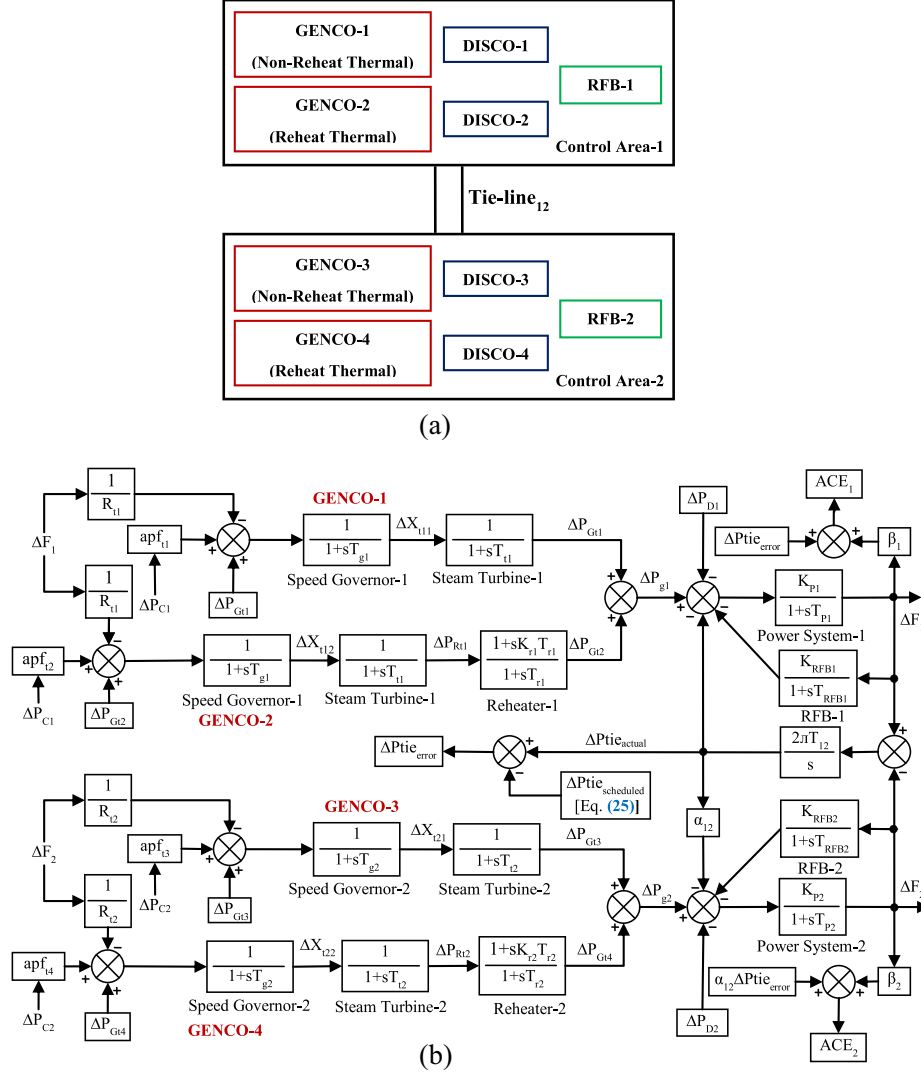 GENCO-1
(Non-Reheat Thermal)
DISCO-1
RFB-1
GENCO-2
(Reheat Thermal)
DISCO-2
Control Area-1
Tie-line12
GENCO-3
(Non-Reheat Thermal)
DISCO-3
RFB-2
GENCO-4
(Reheat Thermal)
DISCO-4
Control Area-2
(a)
1
Rt1
ΔF1
apft1
ΔPC1
−
+
+
ΔPGt1
GENCO-1
1
1+sTg1
Speed Governor-1
ΔXt11
1
1+sTt1
Steam Turbine-1
ΔPGt1
1
Rt1
apft2
ΔPC1
−
+
+
ΔPGt2
1
1+sTg1
Speed Governor-1
GENCO-2
ΔXt12
1
1+sTt1
Steam Turbine-1
ΔPRt1
1+sKr1Tr1
1+sTr1
Reheater-1
ΔPGt2
+
+
ΔPg1
ΔPD1
−
+
−
−
KP1
1+sTP1
Power System-1
ACE1
ΔPtieerror
+
+
β1
ΔF
KRFB1
1+sTRFB1
RFB-1
ΔPtieerror
+
−
ΔPtieactual
ΔPtiescheduled
[Eq. (25)]
2πT12
s
+
−
α12
1
Rt2
ΔF2
apft3
ΔPC2
−
+
+
ΔPGt3
GENCO-3
1
1+sTg2
Speed Governor-2
ΔXt21
1
1+sTt2
Steam Turbine-2
ΔPGt3
1
Rt2
apft4
ΔPC2
−
+
+
ΔPGt4
1
1+sTg2
Speed Governor-2
GENCO-4
ΔXt22
1
1+sTt2
Steam Turbine-2
ΔPRt2
1+sKr2Tr2
1+sTr2
Reheater-2
ΔPGt4
+
+
ΔPg2
−
−
+
−
ΔPD2
KRFB2
1+sTRFB2
RFB-2
KP2
1+sTP2
Power System-2
ΔF
α12ΔPtieerror
+
+
β2
ACE2
(b)